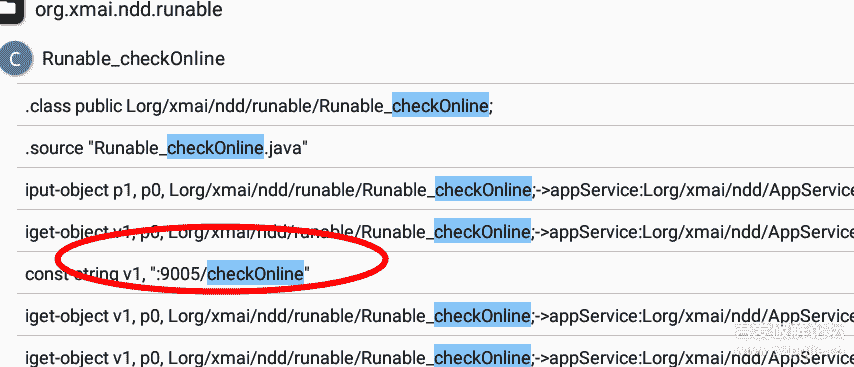 org.xmai.ndd.runable
C
Runable_checkOnline
.class public Lorg/xmai/ndd/runable/Runable_checkOnline;
.source "Runable_checkOnline.java"
iput-object p1, p0, Lorg/xmai/ndd/runable/Runable_checkOnline;->appService:Lorg/xmai/ndd/AppService
iget-object v1, p0, Lorg/xmai/ndd/runable/Runable_checkOnline;->appService:Lorg/xmai/ndd/AppService
const-string v1, ":9005/checkOnline"
iget-object v1, p0, Lorg/xmai/ndd/runable/Runable_checkOnline;->appService:Lorg/xmai/ndd/AppService
iget-object v1, p0, Lorg/xmai/ndd/runable/Runable_checkOnline;->appService:Lorg/xmai/ndd/AppService